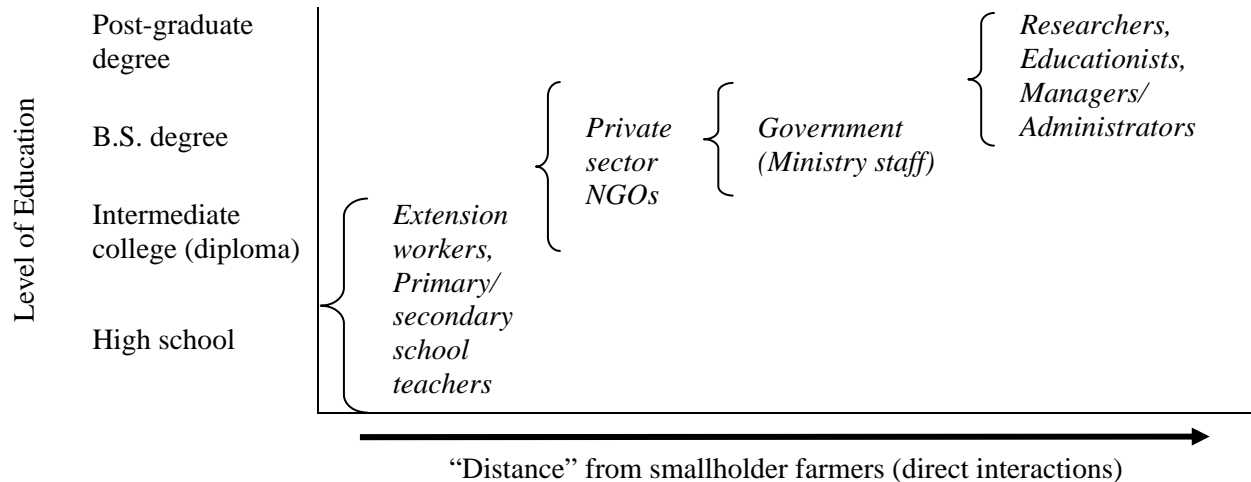 Level of Education
Post-graduate
degree
B.S. degree
Intermediate
college (diploma)
High school
Extension
workers,
Primary/
secondary
school
teachers
Private
sector
NGOs
Government
(Ministry staff)
Researchers,
Educationists,
Managers/
Administrators
“Distance” from smallholder farmers (direct interactions)